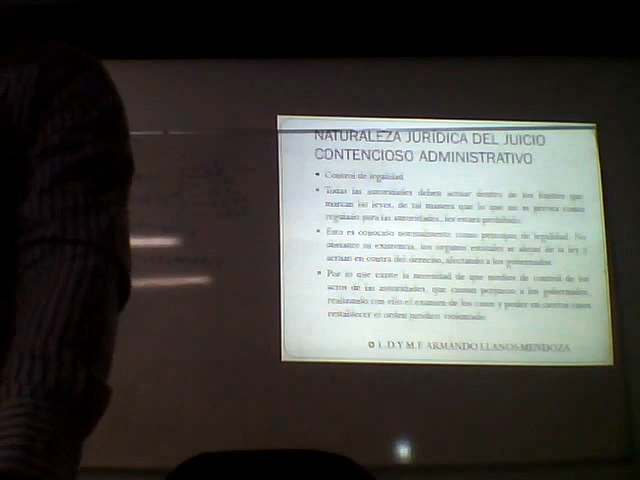 NATURALEZA JURÍDICA DEL JUICIO
CONTENCIOSO ADMINISTRATIVO
• Control de legalidad
• Todas las autoridades deben actuar dentro de los límites que
marcan las leyes, de tal manera que lo que no se prevea como
regulado para las autoridades, les estará prohibido.
• Esto es conocido normalmente como principio de legalidad. No
obstante su existencia, los órganos estatales se alejan de la ley y
actúan en contra del derecho, afectando a los gobernados.
• Por es que existe la necesidad de que medios de control de los
actos de las autoridades, que causan perjuicio a los gobernados,
realizando con ello el examen de los casos y poder en ciertos casos
restablecer el orden jurídico violentado.
© L.D.Y M.F. ARMANDO LLANOS-MENDOZA